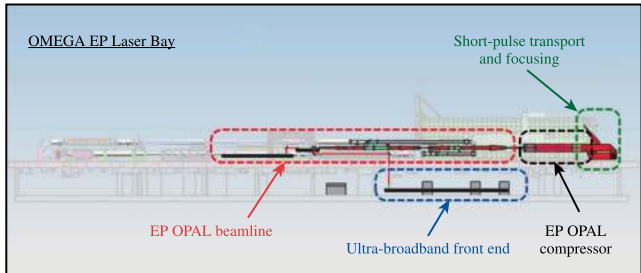 OMEGA EP Laser Bay
Short-pulse transport
and focusing
EP OPAL beamline
Ultra-broadband front end
EP OPAL
compressor